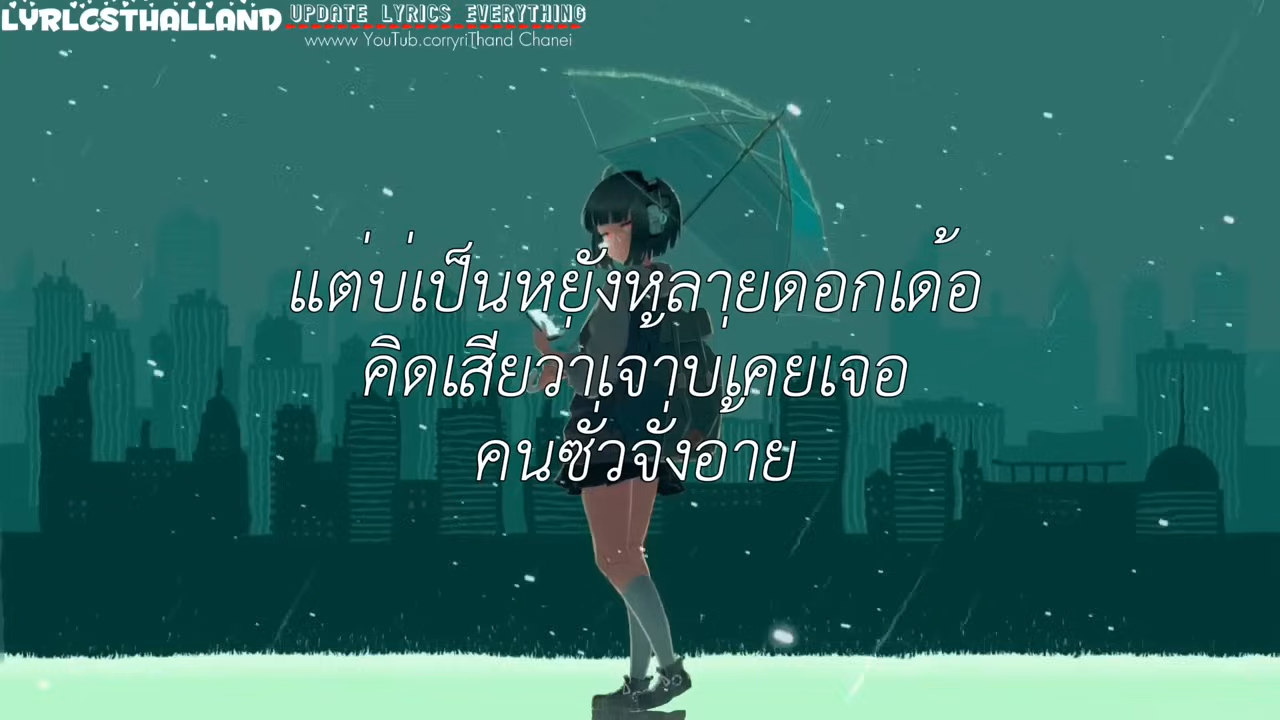 LYRICSTHALLAND
UPDATE LYRICS EVERYTHING
wwww YouTub.corryriThand Chanei
แต่บ่เป็นหยังหลู้ายดอกเด้อ
คิดเสียว่าเจ้าบ่เคยเจอ
คนซั่วจั่งอ้าย